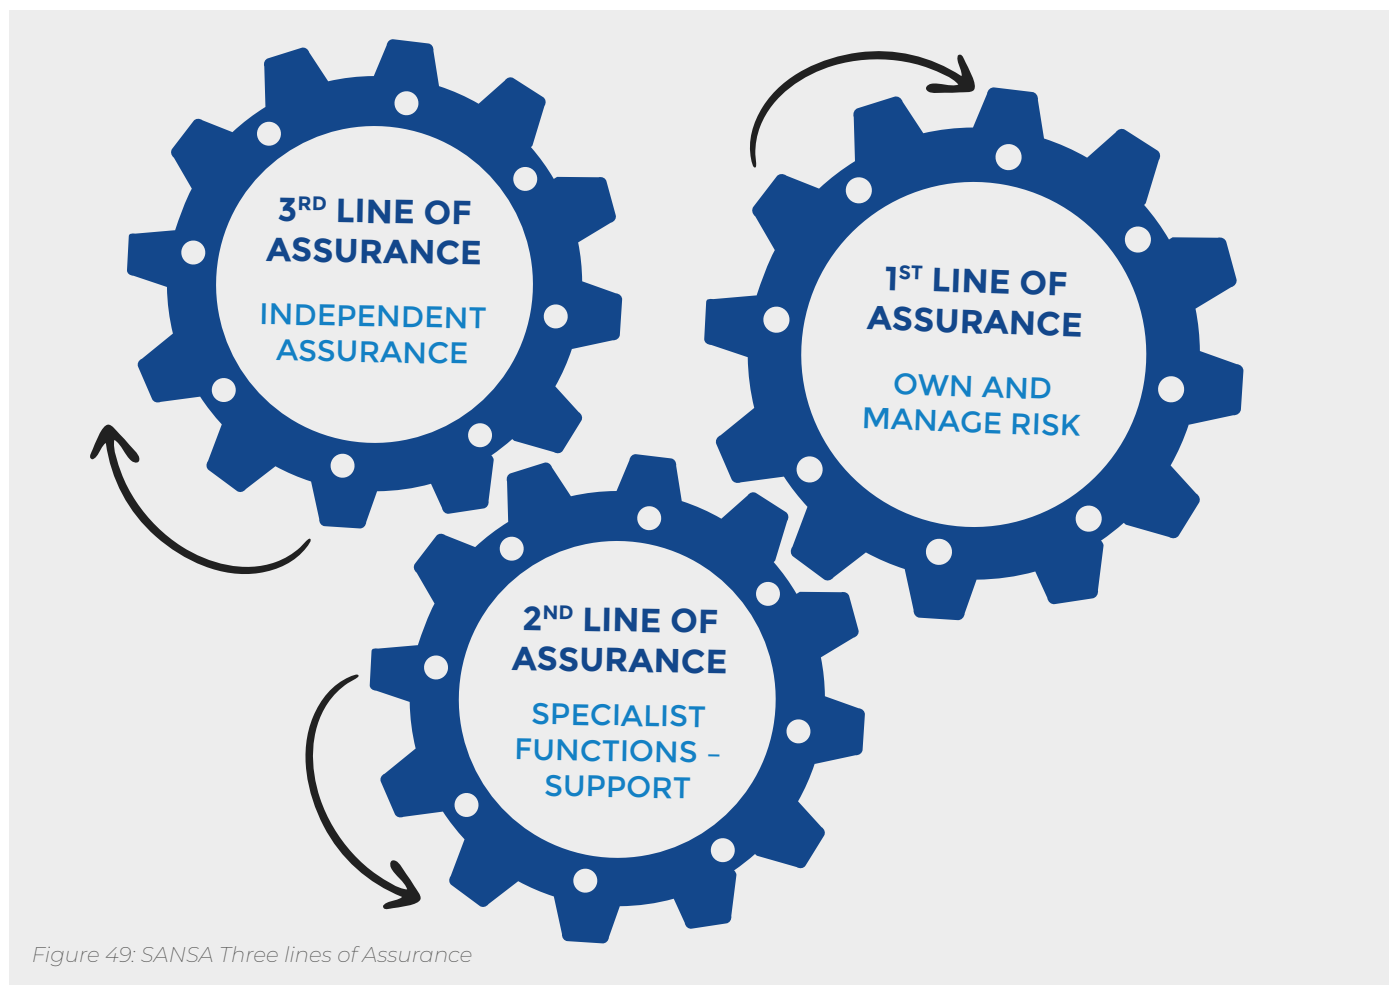 3RD LINE OF
ASSURANCE
INDEPENDENT
ASSURANCE
1ST LINE OF
ASSURANCE
OWN AND
MANAGE RISK
2ND LINE OF
ASSURANCE
SPECIALIST
FUNCTIONS –
SUPPORT
Figure 49: SANSA Three lines of Assurance